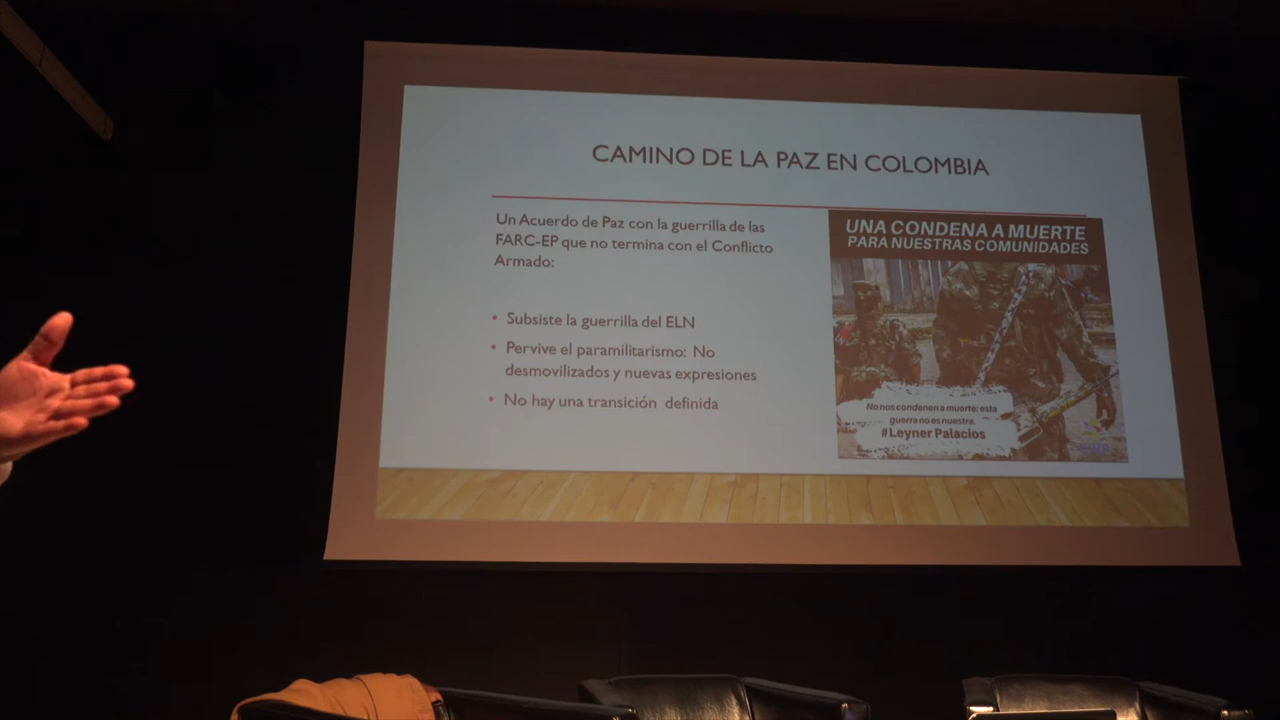 CAMINO DE LA PAZ EN COLOMBIA
Un Acuerdo de Paz con la guerrilla de las
FARC-EP que no termina con el Conflicto
Armado:
• Subsiste la guerrilla del ELN
• Pervive el paramilitarismo: No
desmovilizados y nuevas expresiones
• No hay una transición definida
UNA CONDENA A MUERTE
PARA NUESTRAS COMUNIDADES
No nos condenen a muerte: esta
guerra no es nuestra.
#Leyner Palacios